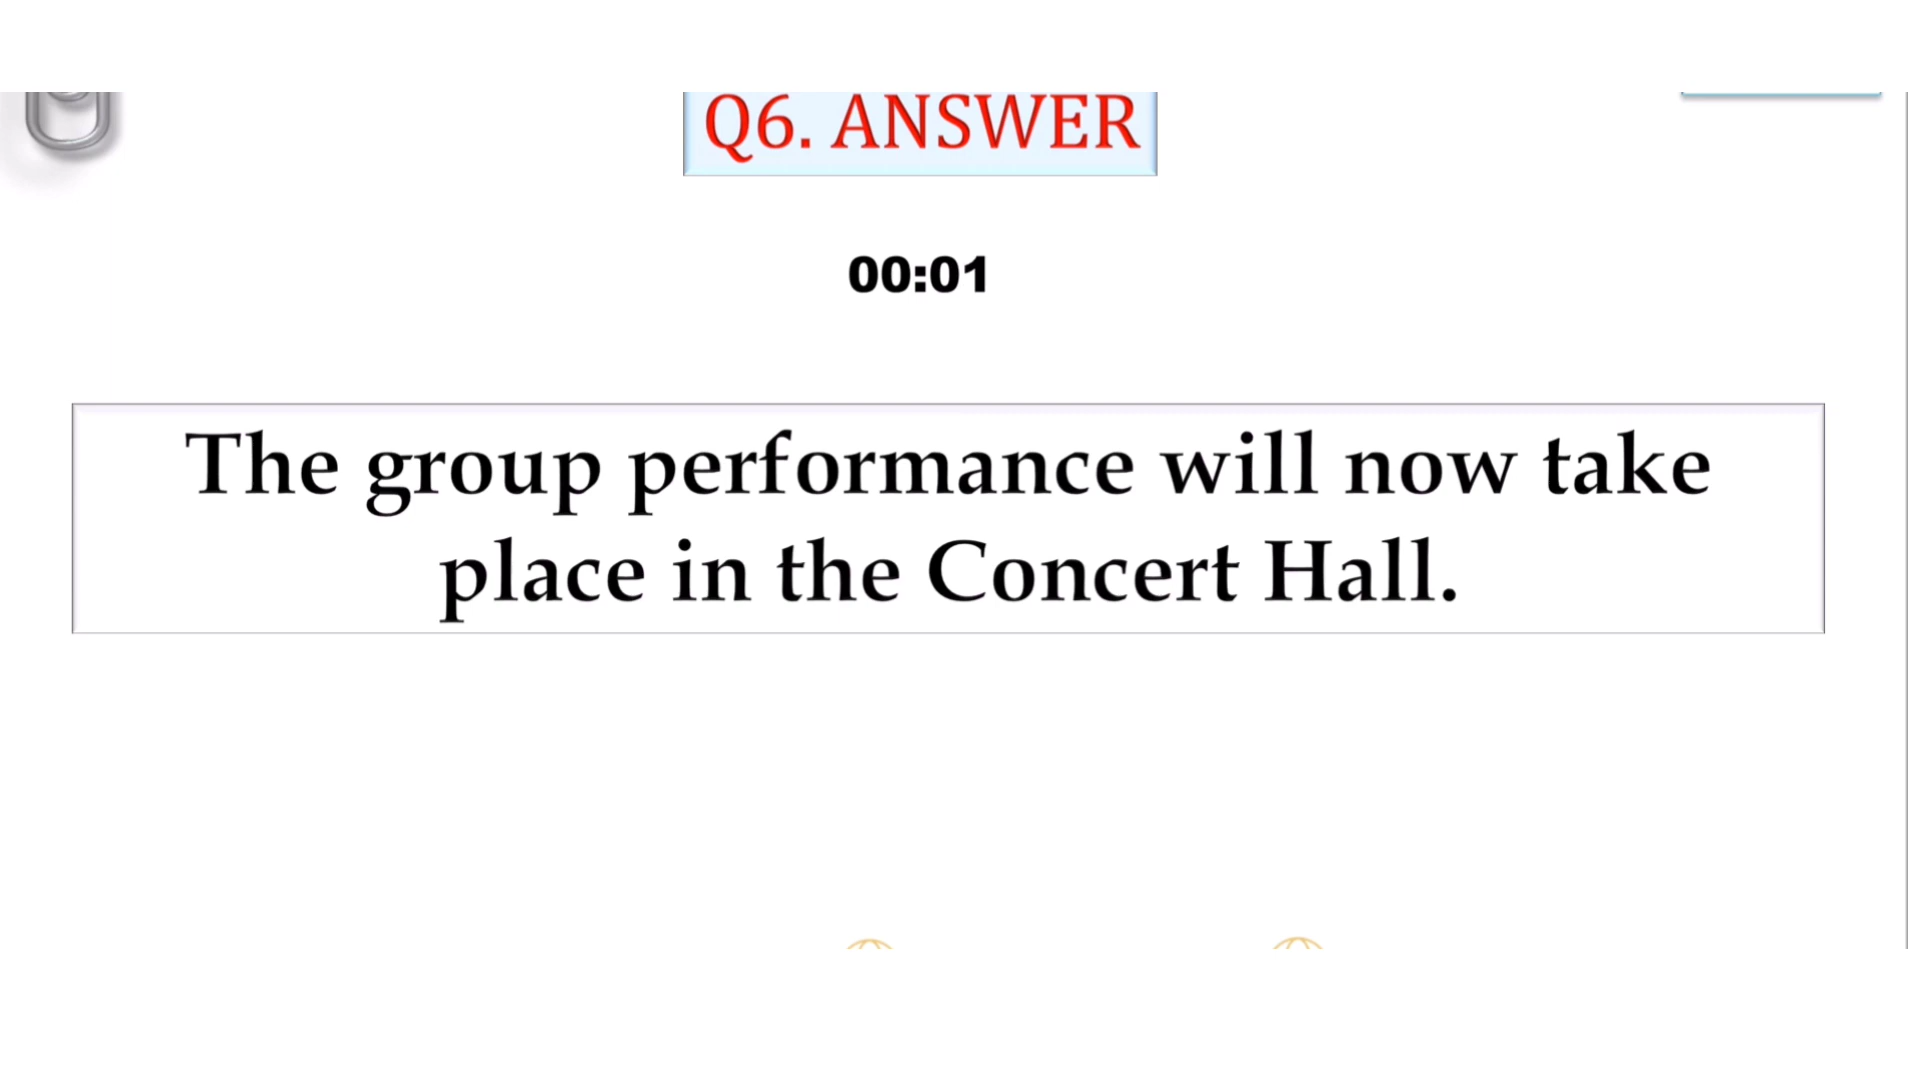 Q6. ANSWER
00:01
The group performance will now take
place in the Concert Hall.